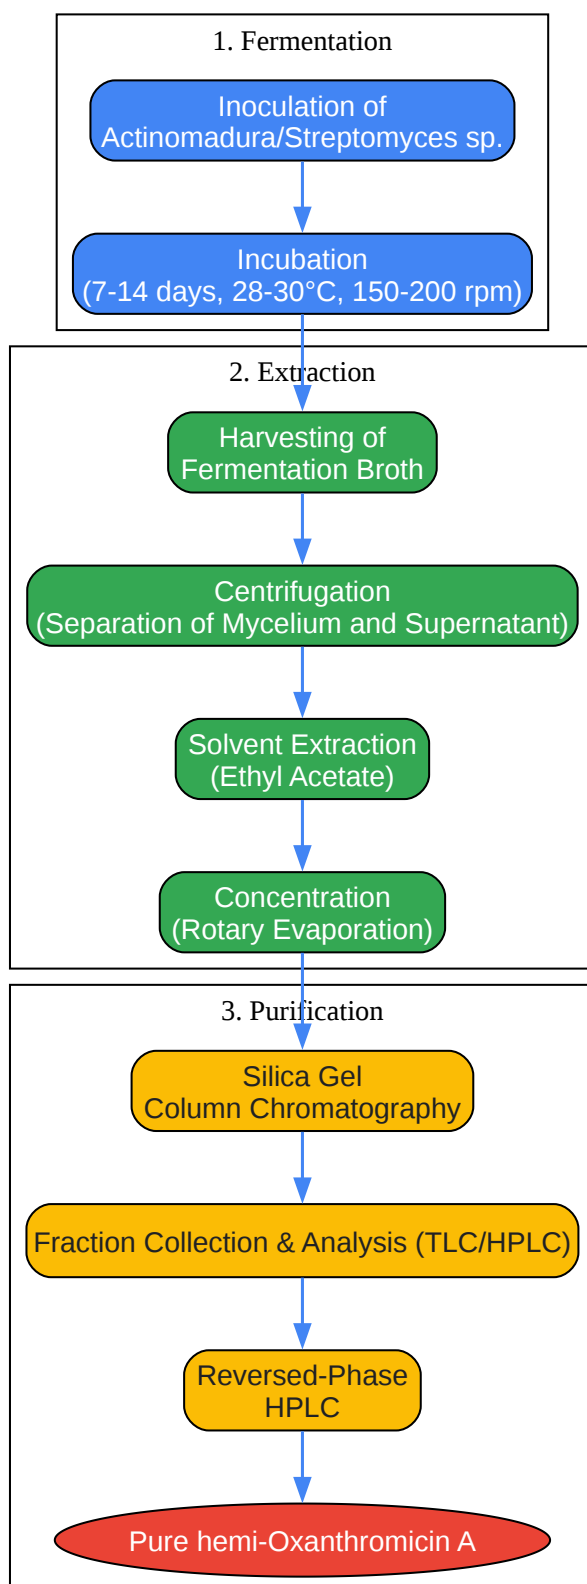 1. Fermentation
Inoculation of
Actinomadura/Streptomyces sp.
Incubation
(7-14 days, 28-30°C, 150-200 rpm)
2. Extraction
Harvesting of
Fermentation Broth
Centrifugation
(Separation of Mycelium and Supernatant)
Solvent Extraction
(Ethyl Acetate)
Concentration
(Rotary Evaporation)
3. Purification
Silica Gel
Column Chromatography
Fraction Collection & Analysis (TLC/HPLC)
Reversed-Phase
HPLC
Pure hemi-Oxanthromicin A